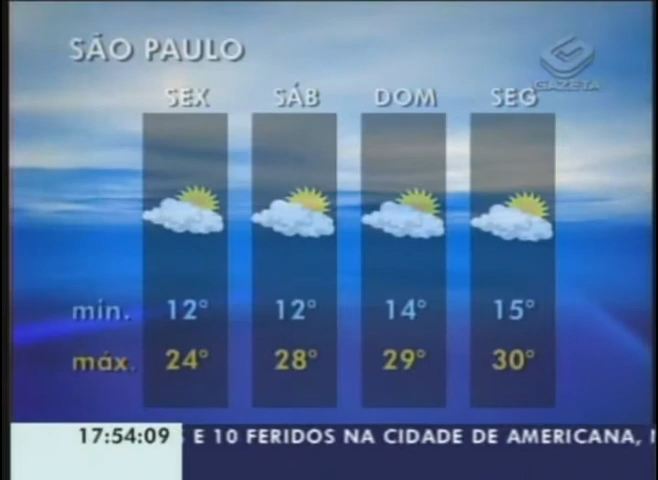 SÃO PAULO
GAZETA
SEX SÁB DOM SEG
min. 12° 12° 14° 15°
máx. 24° 28° 29° 30°
17:54:09 E 10 FERIDOS NA CIDADE DE AMERICANA,